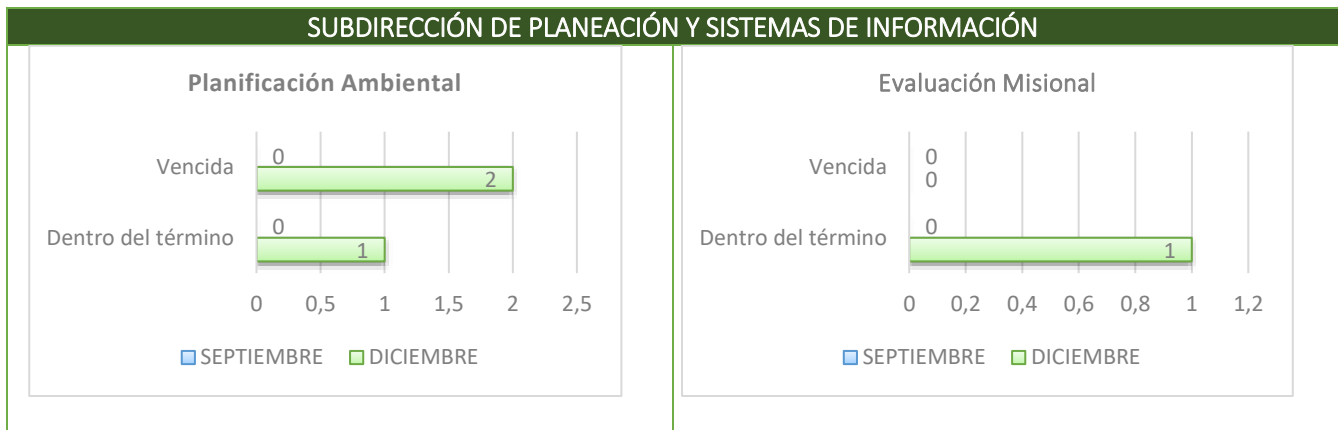 SUBDIRECCIÓN DE PLANEACIÓN Y SISTEMAS DE INFORMACIÓN
Planificación Ambiental
Vencida
0
2
Dentro del término
0
1
0 0,5 1 1,5 2 2,5
SEPTIEMBRE DICIEMBRE
Evaluación Misional
Vencida
0
0
Dentro del término
0
1
0 0,2 0,4 0,6 0,8 1 1,2
SEPTIEMBRE DICIEMBRE